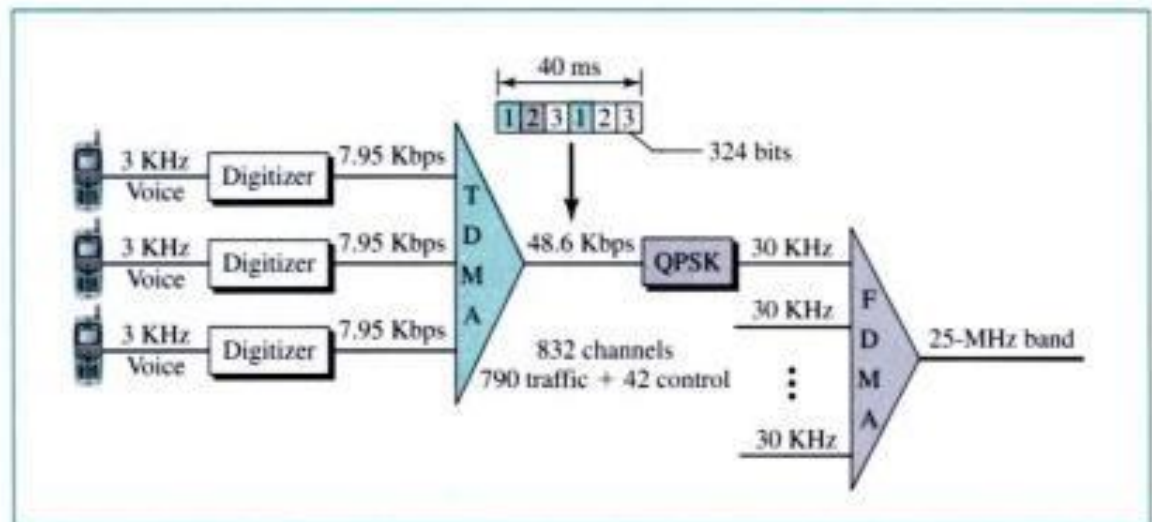 40 ms
1 2 3 1 2 3
324 bits
3 KHz
Voice
Digitizer
7.95 Kbps
3 KHz
Voice
Digitizer
7.95 Kbps
3 KHz
Voice
Digitizer
7.95 Kbps
T
D
M
A
48.6 Kbps
QPSK
30 KHz
30 KHz
30 KHz
832 channels
790 traffic + 42 control
F
D
M
A
25-MHz band